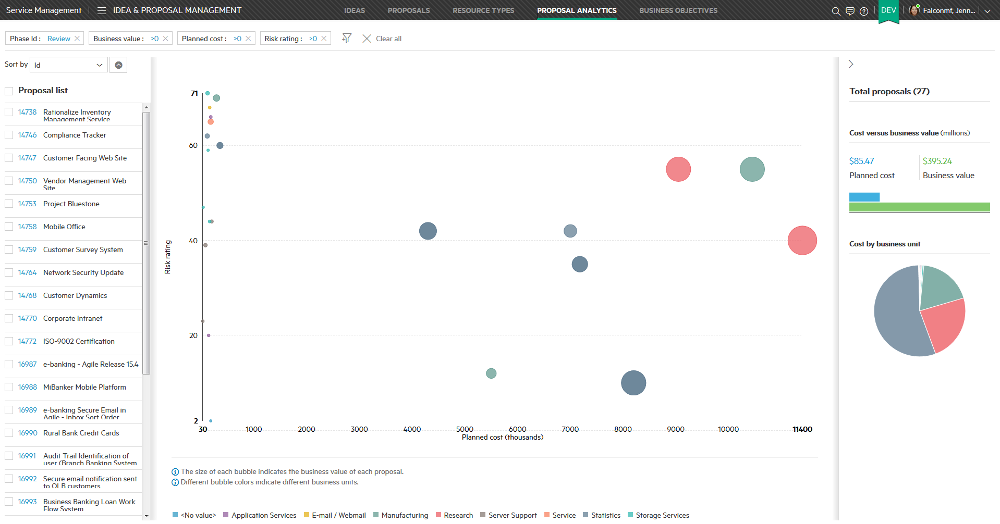 Service Management
IDEA & PROPOSAL MANAGEMENT
IDEAS
PROPOSALS
RESOURCE TYPES
PROPOSAL ANALYTICS
BUSINESS OBJECTIVES
DEV
Falconmf, Jenn...
Phase Id : Review
Business value : >0
Planned cost : >0
Risk rating : >0
Clear all
Sort by
Id
Proposal list
14738 Rationalize Inventory
Management Service
14746 Compliance Tracker
14747 Customer Facing Web Site
14750 Vendor Management Web
Site
14753 Project Bluestone
14758 Mobile Office
14759 Customer Survey System
14764 Network Security Update
14768 Customer Dynamics
14770 Corporate Intranet
14772 ISO-9002 Certification
16987 e-banking - Agile Release 15.4
16988 MiBanker Mobile Platform
16989 e-banking Secure Email in
Agile - Inbox Sort Order
16990 Rural Bank Credit Cards
16991 Audit Trail Identification of
user (Branch Banking System
16992 Secure email notification sent
to OLB customers
16993 Business Banking Loan Work
Flow System
71
60
40
20
2
Risk rating
30 1000 2000 3000 4000 5000 6000 7000 8000 9000 10000 11400
Planned cost (thousands)
The size of each bubble indicates the business value of each proposal.
Different bubble colors indicate different business units.
<No value> Application Services E-mail / Webmail Manufacturing Research Server Support Service Statistics Storage Services
Total proposals (27)
Cost versus business value (millions)
$85.47 $395.24
Planned cost Business value
Cost by business unit